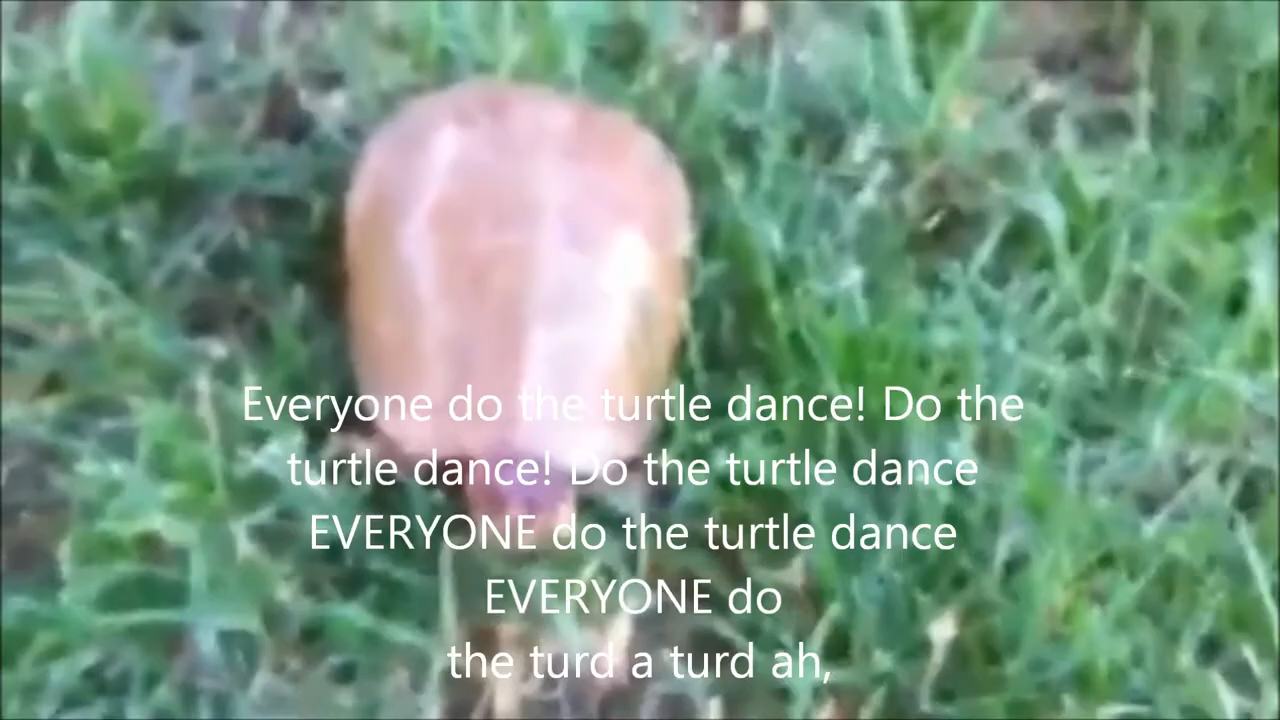 Everyone do the turtle dance! Do the
turtle dance! Do the turtle dance
EVERYONE do the turtle dance
EVERYONE do
the turd a turd ah,